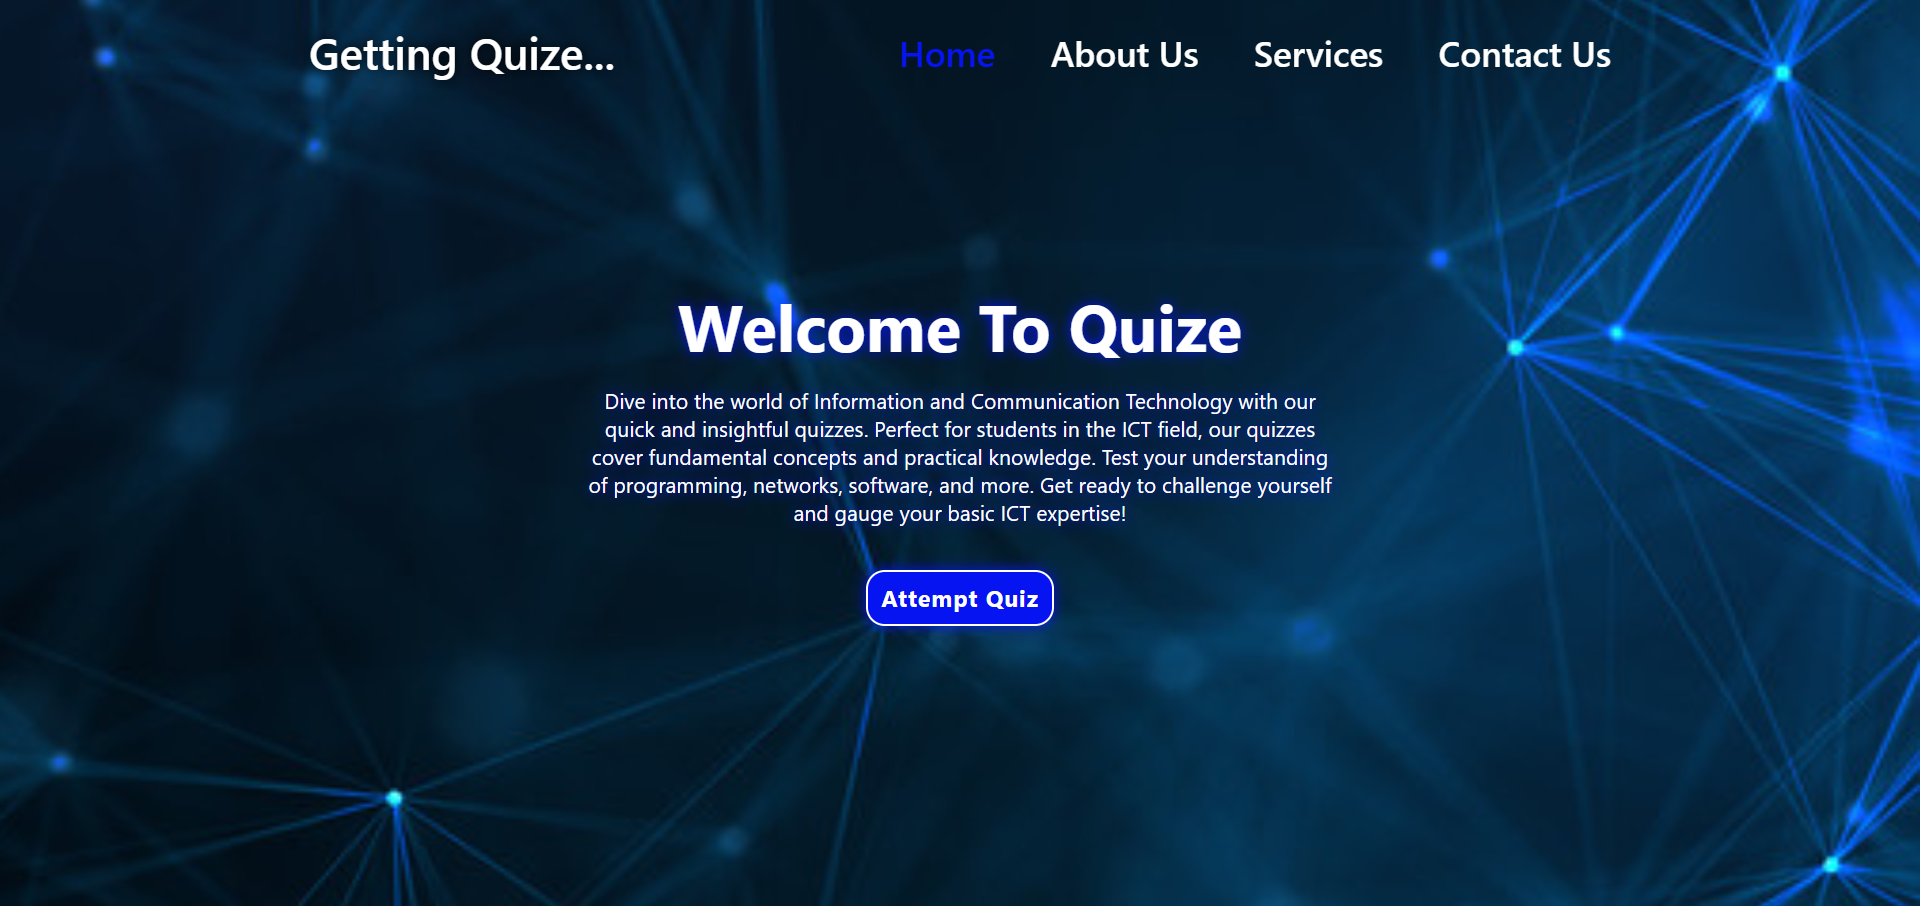 Getting Quize...
Home About Us Services Contact Us
Welcome To Quize
Dive into the world of Information and Communication Technology with our
quick and insightful quizzes. Perfect for students in the ICT field, our quizzes
cover fundamental concepts and practical knowledge. Test your understanding
of programming, networks, software, and more. Get ready to challenge yourself
and gauge your basic ICT expertise!
Attempt Quiz